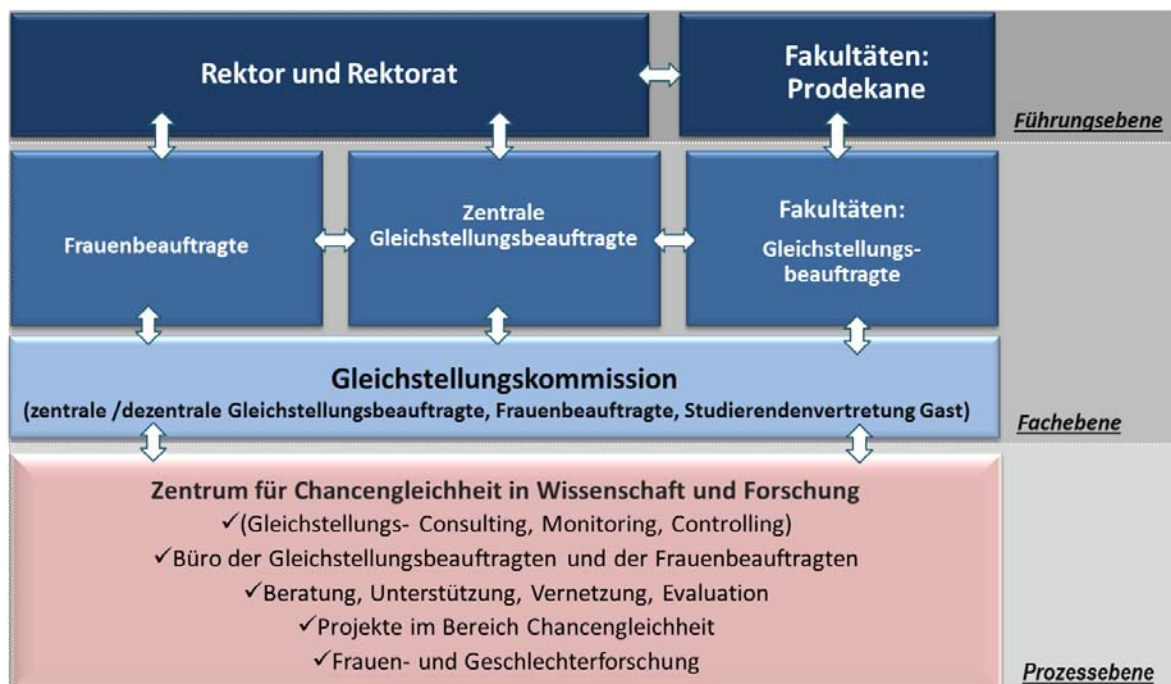 Rektor und Rektorat
Fakultäten:
Prodekane
Führungsebene
Frauenbeauftragte
Zentrale
Gleichstellungsbeauftragte
Fakultäten:
Gleichstellungs-
beauftragte
Gleichstellungskommission
(zentrale /dezentrale Gleichstellungsbeauftragte, Frauenbeauftragte, Studierendenvertretung Gast)
Fachebene
Zentrum für Chancengleichheit in Wissenschaft und Forschung
✓(Gleichstellungs- Consulting, Monitoring, Controlling)
✓Büro der Gleichstellungsbeauftragten und der Frauenbeauftragten
✓Beratung, Unterstützung, Vernetzung, Evaluation
✓Projekte im Bereich Chancengleichheit
✓Frauen- und Geschlechterforschung
Prozessebene